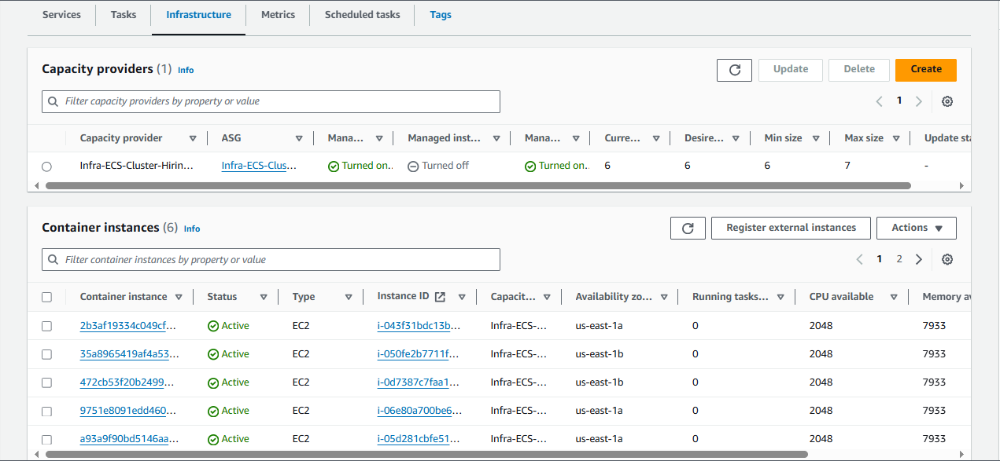 Services Tasks Infrastructure Metrics Scheduled tasks Tags
Capacity providers (1) Info
Update Delete Create
Filter capacity providers by property or value
1
Capacity provider ASG Mana... Managed inst... Mana... Curre... Desire... Min size Max size Update sta
Infra-ECS-Cluster-Hirin... Infra-ECS-Clus... Turned on.. Turned off Turned on.. 6 6 6 7 -
Container instances (6) Info
Register external instances Actions
Filter container instances by property or value
1 2
Container instance Status Type Instance ID Capacit... Availability zo... Running tasks... CPU available Memory av
2b3af19334c049cf... Active EC2 i-043f31bdc13b... Infra-ECS-... us-east-1a 0 2048 7933
35a8965419af4a53... Active EC2 i-050fe2b7711f... Infra-ECS-... us-east-1b 0 2048 7933
472cb53f20b2499... Active EC2 i-0d7387c7faa1... Infra-ECS-... us-east-1b 0 2048 7933
9751e8091edd460... Active EC2 i-06e80a700be6... Infra-ECS-... us-east-1a 0 2048 7933
a93a9f90bd5146aa... Active EC2 i-05d281cbfe51... Infra-ECS-... us-east-1a 0 2048 7933